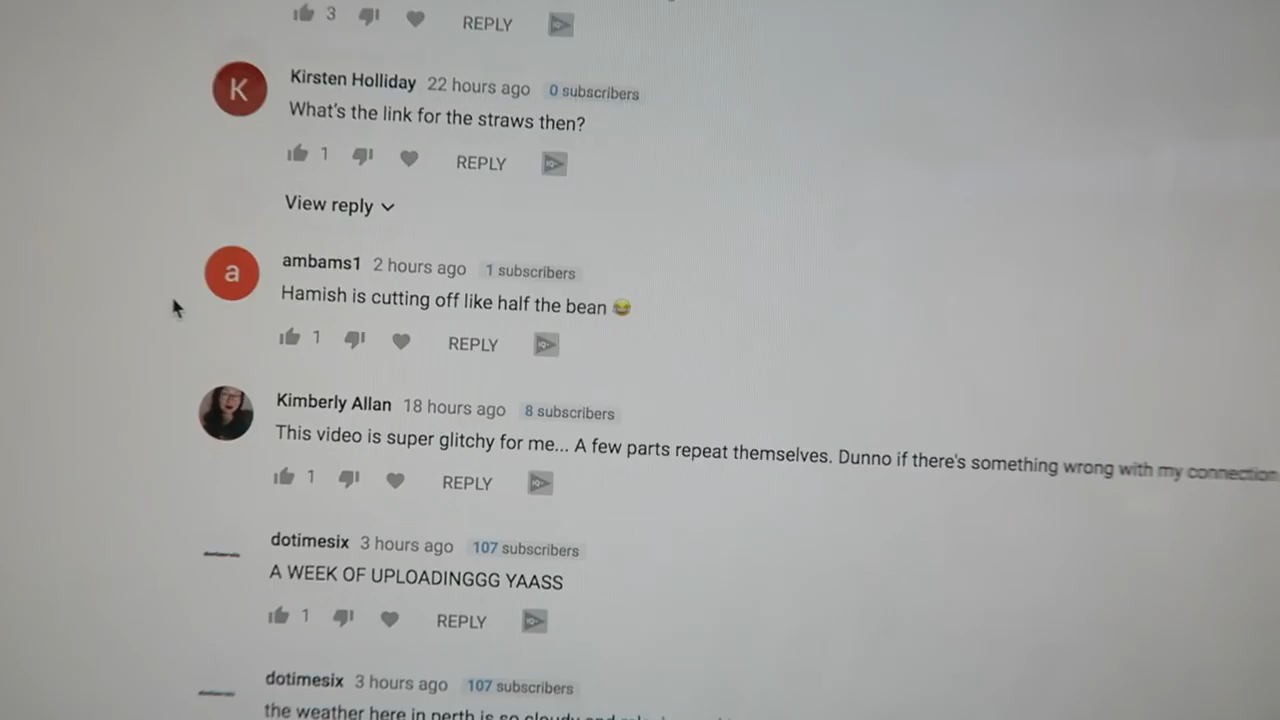 3 REPLY
K Kirsten Holliday 22 hours ago 0 subscribers
What's the link for the straws then?
1 REPLY
View reply
a ambams1 2 hours ago 1 subscribers
Hamish is cutting off like half the bean 😂
1 REPLY
Kimberly Allan 18 hours ago 8 subscribers
This video is super glitchy for me... A few parts repeat themselves. Dunno if there's something wrong with my connection
1 REPLY
dotimesix 3 hours ago 107 subscribers
A WEEK OF UPLOADINGGG YAASS
1 REPLY
dotimesix 3 hours ago 107 subscribers
the weather here in perth is so cloudy and